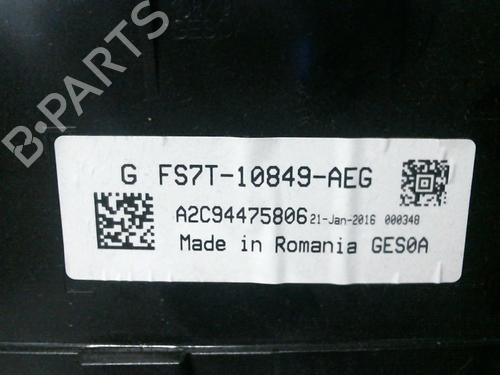 B-PARTS
G FS7T-10849-AEG
A2C94475806 21-Jan-2016 000348
Made in Romania GES0A